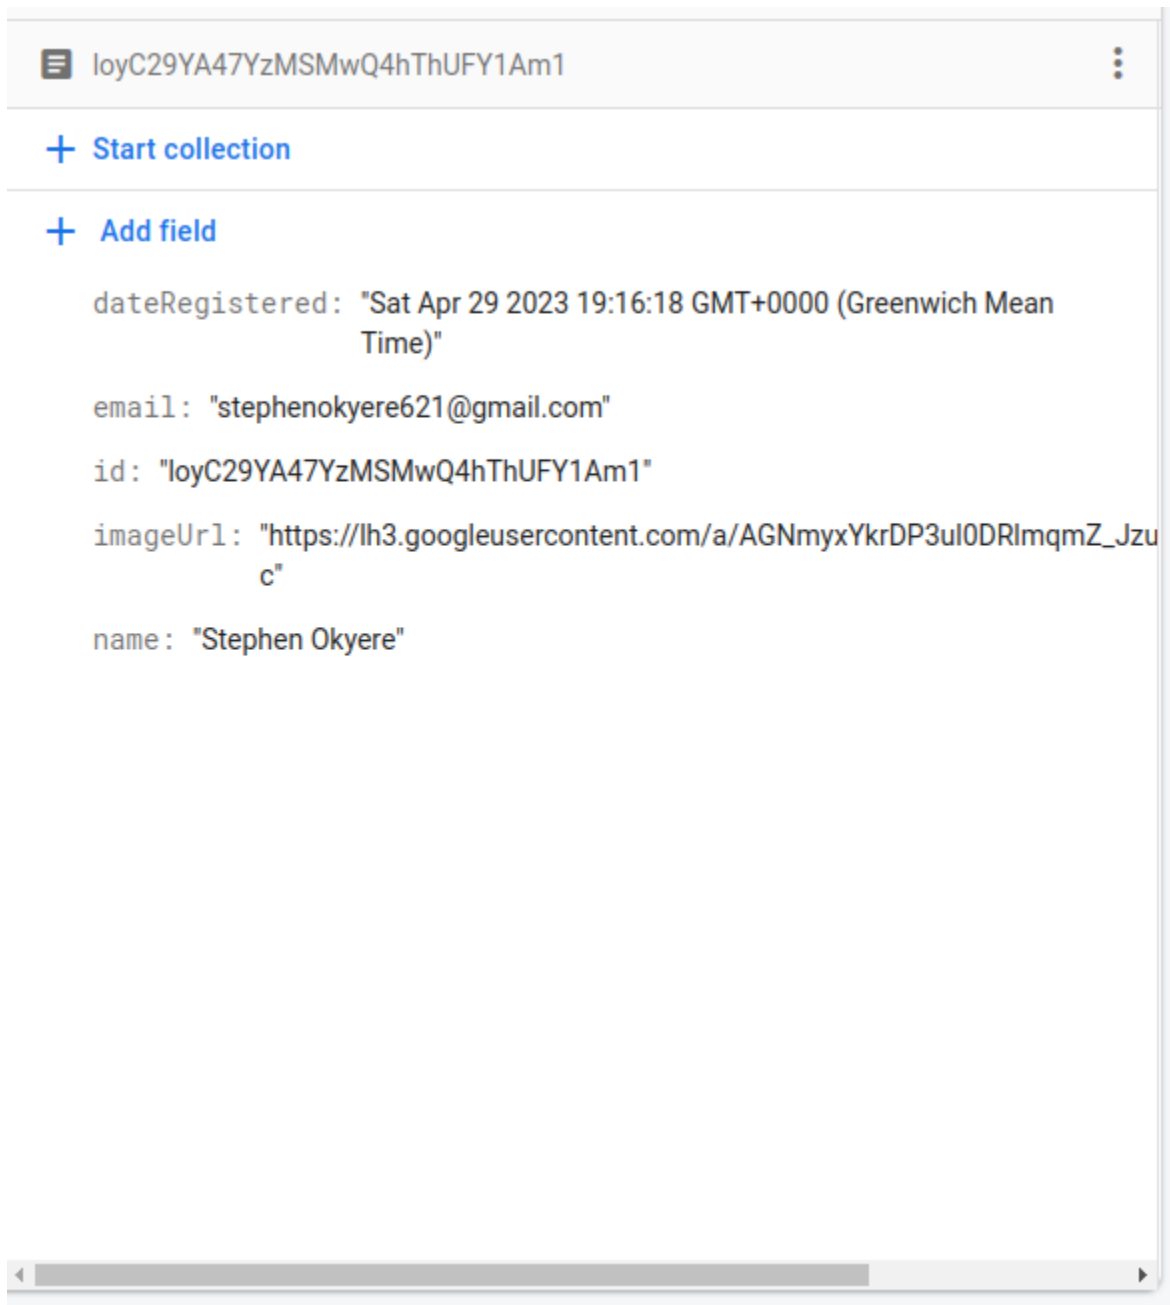 loyC29YA47YzMSMwQ4hThUFY1Am1
Start collection
Add field
dateRegistered: "Sat Apr 29 2023 19:16:18 GMT+0000 (Greenwich Mean
Time)"
email: "stephenokyere621@gmail.com"
id: "loyC29YA47YzMSMwQ4hThUFY1Am1"
imageUrl: "https://lh3.googleusercontent.com/a/AGNmyxYkrDP3ul0DRlmqmZ_Jzu
c"
name: "Stephen Okyere"